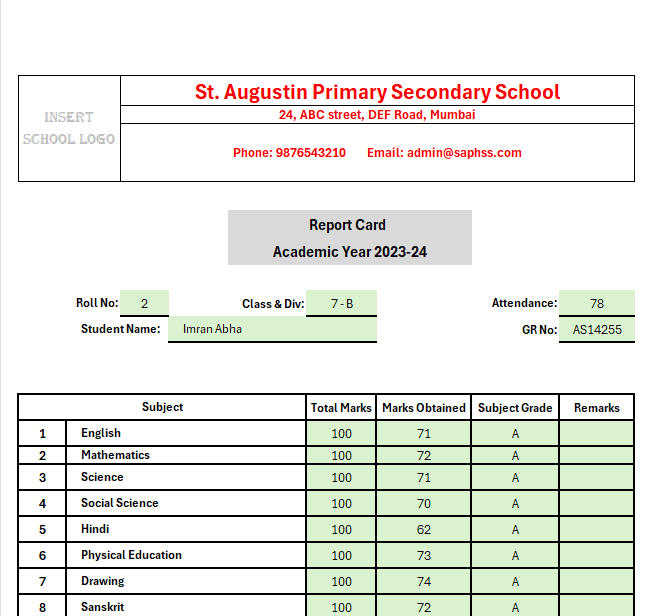 INSERT
SCHOOL LOGO
St. Augustin Primary Secondary School
24, ABC street, DEF Road, Mumbai
Phone: 9876543210 Email: admin@saphss.com
Report Card
Academic Year 2023-24
Roll No: 2 Class & Div: 7 - B Attendance: 78
Student Name: Imran Abha GR No: AS14255
Subject Total Marks Marks Obtained Subject Grade Remarks
1 English 100 71 A
2 Mathematics 100 72 A
3 Science 100 71 A
4 Social Science 100 70 A
5 Hindi 100 62 A
6 Physical Education 100 73 A
7 Drawing 100 74 A
8 Sanskrit 100 72 A